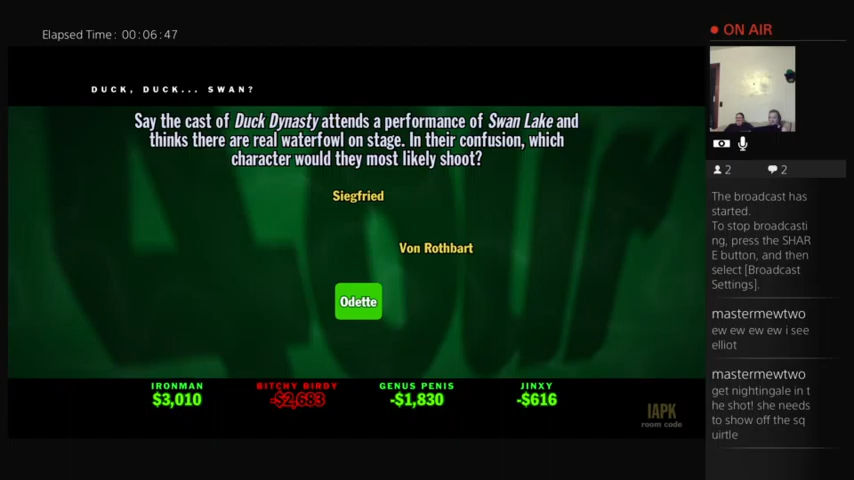 Elapsed Time: 00:06:47
ON AIR
DUCK, DUCK... SWAN?
Say the cast of Duck Dynasty attends a performance of Swan Lake and
thinks there are real waterfowl on stage. In their confusion, which
character would they most likely shoot?
Siegfried
Von Rothbart
Odette
IRONMAN
$3,010
BITCHY BIRDY
-$2,683
GENUS PENIS
-$1,830
JINXY
-$616
IAPK
room code
2
2
The broadcast has
started.
To stop broadcasti
ng, press the SHAR
E button, and then
select [Broadcast
Settings].
mastermewtwo
ew ew ew ew i see
elliot
mastermewtwo
get nightingale in t
he shot! she needs
to show off the sq
uirtle